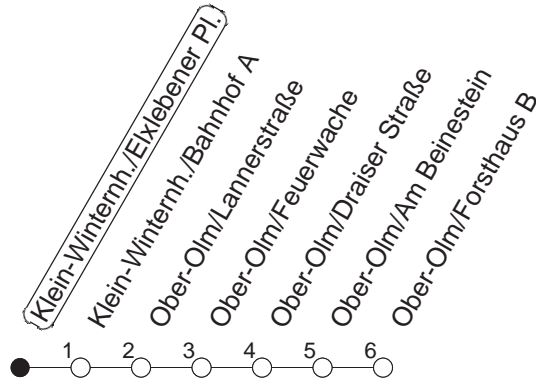 Klein-Winternh./Elxlebener Pl.
Klein-Winternh./Bahnhof A
Ober-Olm/Lannerstraße
Ober-Olm/Feuerwache
Ober-Olm/Draiser Straße
Ober-Olm/Am Beinestein
Ober-Olm/Forsthaus B
1 2 3 4 5 6